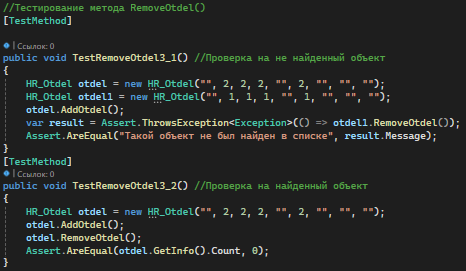 //Тестирование метода RemoveOtdel()
[TestMethod]
| Ссылок: 0
public void TestRemoveOtdel3_1() //Проверка на не найденный объект
{
HR_Otdel otdel = new HR_Otdel("", 2, 2, 2, "", 2, "", "", "");
HR_Otdel otdel1 = new HR_Otdel("", 1, 1, 1, "", 1, "", "", "");
otdel.AddOtdel();
var result = Assert.ThrowsException<Exception>(() => otdel1.RemoveOtdel());
Assert.AreEqual("Такой объект не был найден в списке", result.Message);
}
[TestMethod]
| Ссылок: 0
public void TestRemoveOtdel3_2() //Проверка на найденный объект
{
HR_Otdel otdel = new HR_Otdel("", 2, 2, 2, "", 2, "", "", "");
otdel.AddOtdel();
otdel.RemoveOtdel();
Assert.AreEqual(otdel.GetInfo().Count, 0);
}